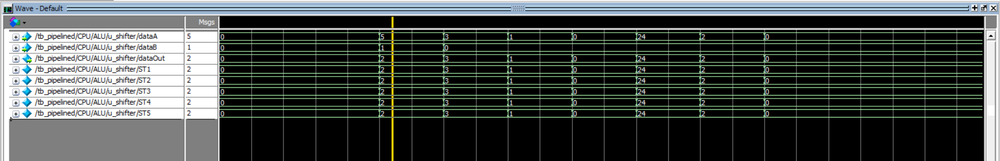 Wave - Default
Msgs
/tb_pipelined/CPU/ALU/u_shifter/dataA 5 0 5 3 1 0 24 2 0
/tb_pipelined/CPU/ALU/u_shifter/dataB 1 0 1 0
/tb_pipelined/CPU/ALU/u_shifter/dataOut 2 0 2 3 1 0 24 2 0
/tb_pipelined/CPU/ALU/u_shifter/ST1 2 0 2 3 1 0 24 2 0
/tb_pipelined/CPU/ALU/u_shifter/ST2 2 0 2 3 1 0 24 2 0
/tb_pipelined/CPU/ALU/u_shifter/ST3 2 0 2 3 1 0 24 2 0
/tb_pipelined/CPU/ALU/u_shifter/ST4 2 0 2 3 1 0 24 2 0
/tb_pipelined/CPU/ALU/u_shifter/ST5 2 0 2 3 1 0 24 2 0